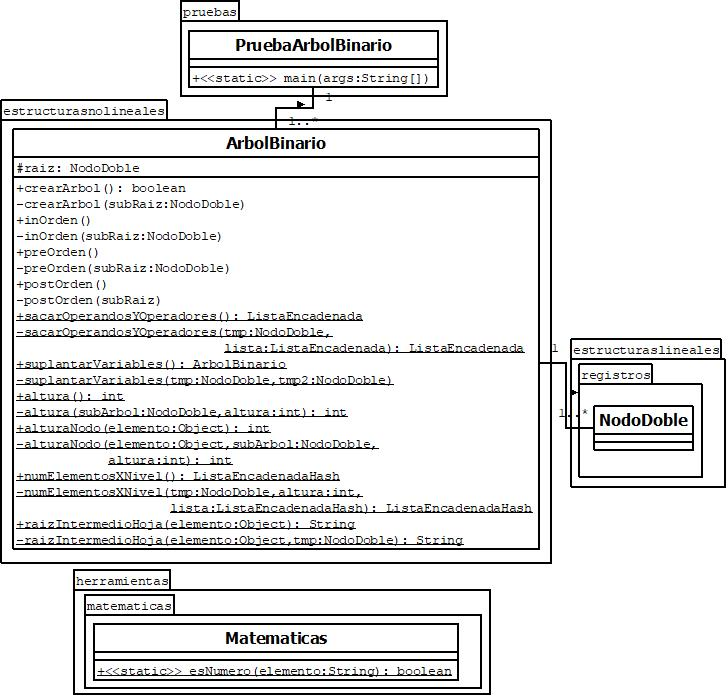 pruebas
PruebaArbolBinario
+<<static>> main(args:String[])
1
1..*
estructurasnolineales
ArbolBinario
#raiz: NodoDoble
+crearArbol(): boolean
-crearArbol(subRaiz:NodoDoble)
+inOrden()
-inOrden(subRaiz:NodoDoble)
+preOrden()
-preOrden(subRaiz:NodoDoble)
+postOrden()
-postOrden(subRaiz)
+sacarOperandosYOperadores(): ListaEncadenada
-sacarOperandosYOperadores(tmp:NodoDoble,
lista:ListaEncadenada): ListaEncadenada
+suplantarVariables(): ArbolBinario
-suplantarVariables(tmp:NodoDoble,tmp2:NodoDoble)
+altura(): int
-altura(subArbol:NodoDoble,altura:int): int
+alturaNodo(elemento:Object): int
-alturaNodo(elemento:Object,subArbol:NodoDoble,
altura:int): int
+numElementosXNivel(): ListaEncadenadaHash
-numElementosXNivel(tmp:NodoDoble,altura:int,
lista:ListaEncadenadaHash): ListaEncadenadaHash
+raizIntermedioHoja(elemento:Object): String
-raizIntermedioHoja(elemento:Object,tmp:NodoDoble): String
1
1..*
estructuraslineales
registros
NodoDoble
herramientas
matematicas
Matematicas
+<<static>> esNumero(elemento:String): boolean